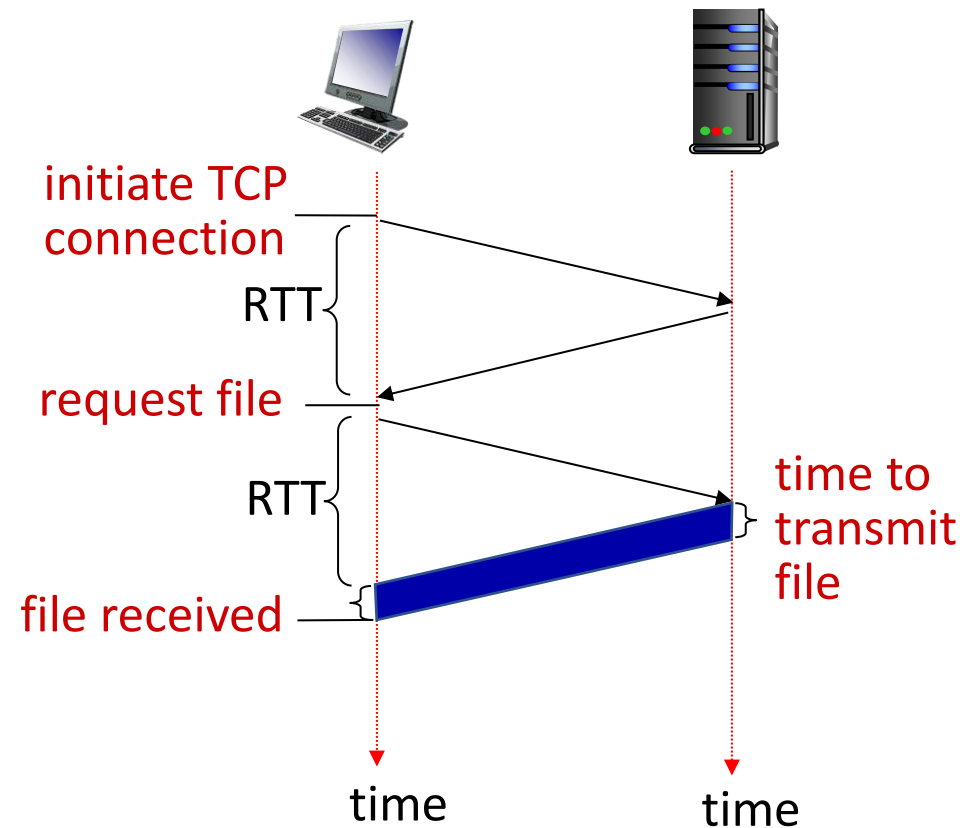 initiate TCP
connection
RTT
request file
RTT
time to
transmit
file
file received
time
time